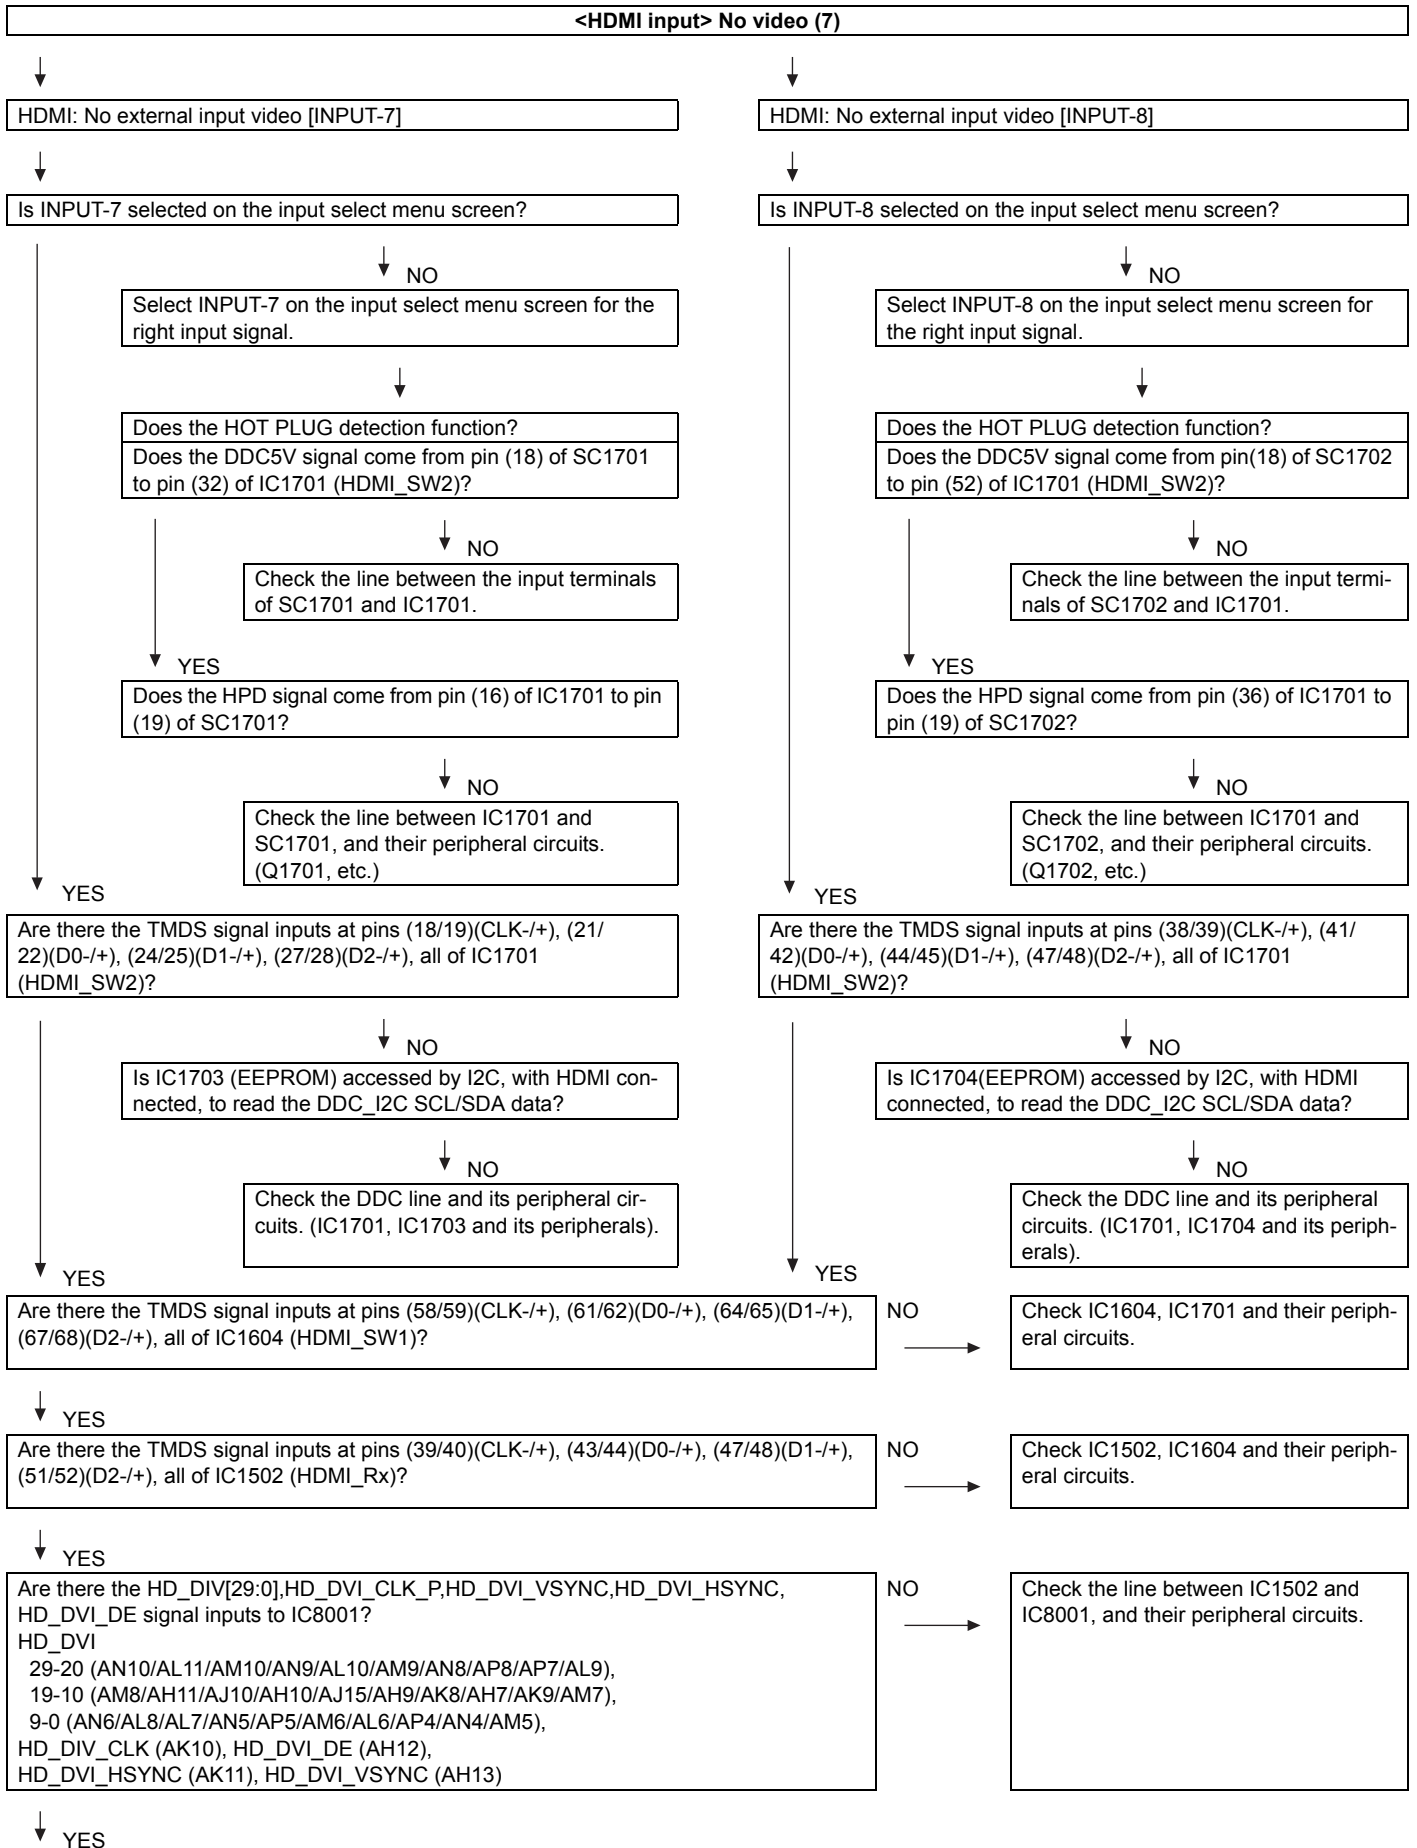 <HDMI input> No video (7)
HDMI: No external input video [INPUT-7]
HDMI: No external input video [INPUT-8]
Is INPUT-7 selected on the input select menu screen?
Is INPUT-8 selected on the input select menu screen?
NO
Select INPUT-7 on the input select menu screen for the
right input signal.
NO
Select INPUT-8 on the input select menu screen for
the right input signal.
Does the HOT PLUG detection function?
Does the DDC5V signal come from pin (18) of SC1701
to pin (32) of IC1701 (HDMI_SW2)?
Does the HOT PLUG detection function?
Does the DDC5V signal come from pin(18) of SC1702
to pin (52) of IC1701 (HDMI_SW2)?
NO
Check the line between the input terminals
of SC1701 and IC1701.
NO
Check the line between the input termi-
nals of SC1702 and IC1701.
YES
Does the HPD signal come from pin (16) of IC1701 to pin
(19) of SC1701?
YES
Does the HPD signal come from pin (36) of IC1701 to
pin (19) of SC1702?
NO
Check the line between IC1701 and
SC1701, and their peripheral circuits.
(Q1701, etc.)
NO
Check the line between IC1701 and
SC1702, and their peripheral circuits.
(Q1702, etc.)
YES
Are there the TMDS signal inputs at pins (18/19)(CLK-/+), (21/
22)(D0-/+), (24/25)(D1-/+), (27/28)(D2-/+), all of IC1701
(HDMI_SW2)?
YES
Are there the TMDS signal inputs at pins (38/39)(CLK-/+), (41/
42)(D0-/+), (44/45)(D1-/+), (47/48)(D2-/+), all of IC1701
(HDMI_SW2)?
NO
Is IC1703 (EEPROM) accessed by I2C, with HDMI con-
nected, to read the DDC_I2C SCL/SDA data?
NO
Is IC1704(EEPROM) accessed by I2C, with HDMI
connected, to read the DDC_I2C SCL/SDA data?
NO
Check the DDC line and its peripheral cir-
cuits. (IC1701, IC1703 and its peripherals).
NO
Check the DDC line and its peripheral
circuits. (IC1701, IC1704 and its periph-
erals).
YES
YES
Are there the TMDS signal inputs at pins (58/59)(CLK-/+), (61/62)(D0-/+), (64/65)(D1-/+),
(67/68)(D2-/+), all of IC1604 (HDMI_SW1)?
NO
Check IC1604, IC1701 and their periph-
eral circuits.
YES
Are there the TMDS signal inputs at pins (39/40)(CLK-/+), (43/44)(D0-/+), (47/48)(D1-/+),
(51/52)(D2-/+), all of IC1502 (HDMI_Rx)?
NO
Check IC1502, IC1604 and their periph-
eral circuits.
YES
Are there the HD_DIV[29:0],HD_DVI_CLK_P,HD_DVI_VSYNC,HD_DVI_HSYNC,
HD_DVI_DE signal inputs to IC8001?
HD_DVI
29-20 (AN10/AL11/AM10/AN9/AL10/AM9/AN8/AP8/AP7/AL9),
19-10 (AM8/AH11/AJ10/AH10/AJ15/AH9/AK8/AH7/AK9/AM7),
9-0 (AN6/AL8/AL7/AN5/AP5/AM6/AL6/AP4/AN4/AM5),
HD_DIV_CLK (AK10), HD_DVI_DE (AH12),
HD_DVI_HSYNC (AK11), HD_DVI_VSYNC (AH13)
NO
Check the line between IC1502 and
IC8001, and their peripheral circuits.
YES